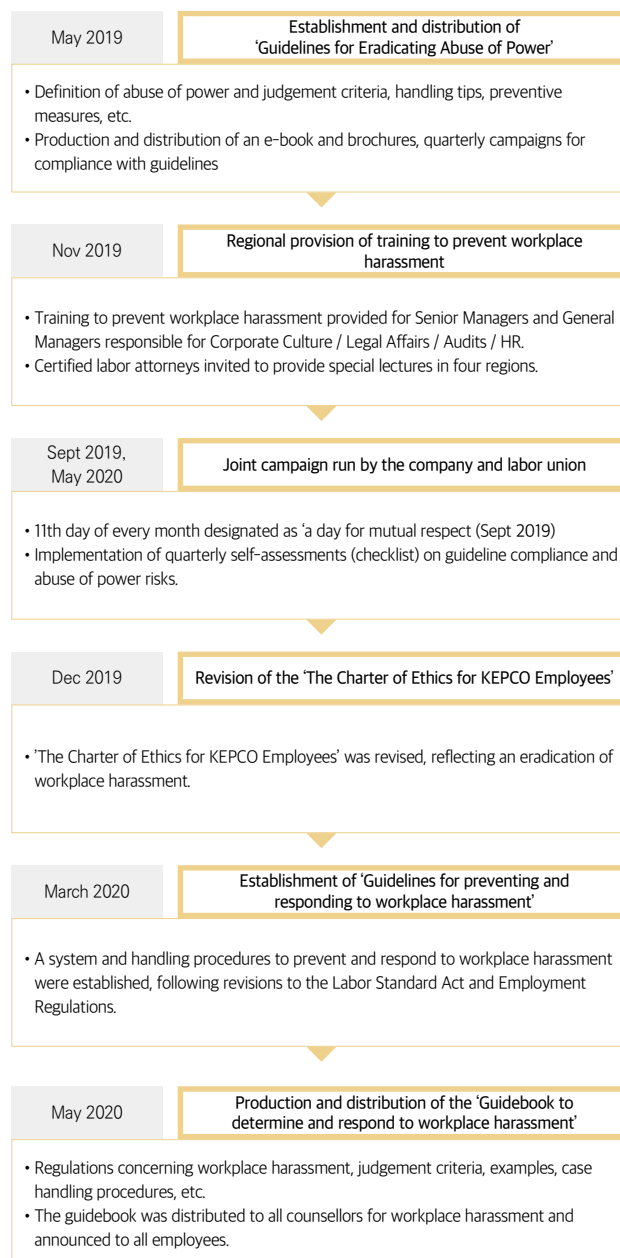 May 2019
Establishment and distribution of
‘Guidelines for Eradicating Abuse of Power’
• Definition of abuse of power and judgement criteria, handling tips, preventive
measures, etc.
• Production and distribution of an e-book and brochures, quarterly campaigns for
compliance with guidelines
Nov 2019
Regional provision of training to prevent workplace
harassment
• Training to prevent workplace harassment provided for Senior Managers and General
Managers responsible for Corporate Culture / Legal Affairs / Audits / HR.
• Certified labor attorneys invited to provide special lectures in four regions.
Sept 2019,
May 2020
Joint campaign run by the company and labor union
• 11th day of every month designated as ‘a day for mutual respect (Sept 2019)
• Implementation of quarterly self-assessments (checklist) on guideline compliance and
abuse of power risks.
Dec 2019
Revision of the ‘The Charter of Ethics for KEPCO Employees’
• ’The Charter of Ethics for KEPCO Employees’ was revised, reflecting an eradication of
workplace harassment.
March 2020
Establishment of ‘Guidelines for preventing and
responding to workplace harassment’
• A system and handling procedures to prevent and respond to workplace harassment
were established, following revisions to the Labor Standard Act and Employment
Regulations.
May 2020
Production and distribution of the ‘Guidebook to
determine and respond to workplace harassment’
• Regulations concerning workplace harassment, judgement criteria, examples, case
handling procedures, etc.
• The guidebook was distributed to all counsellors for workplace harassment and
announced to all employees.